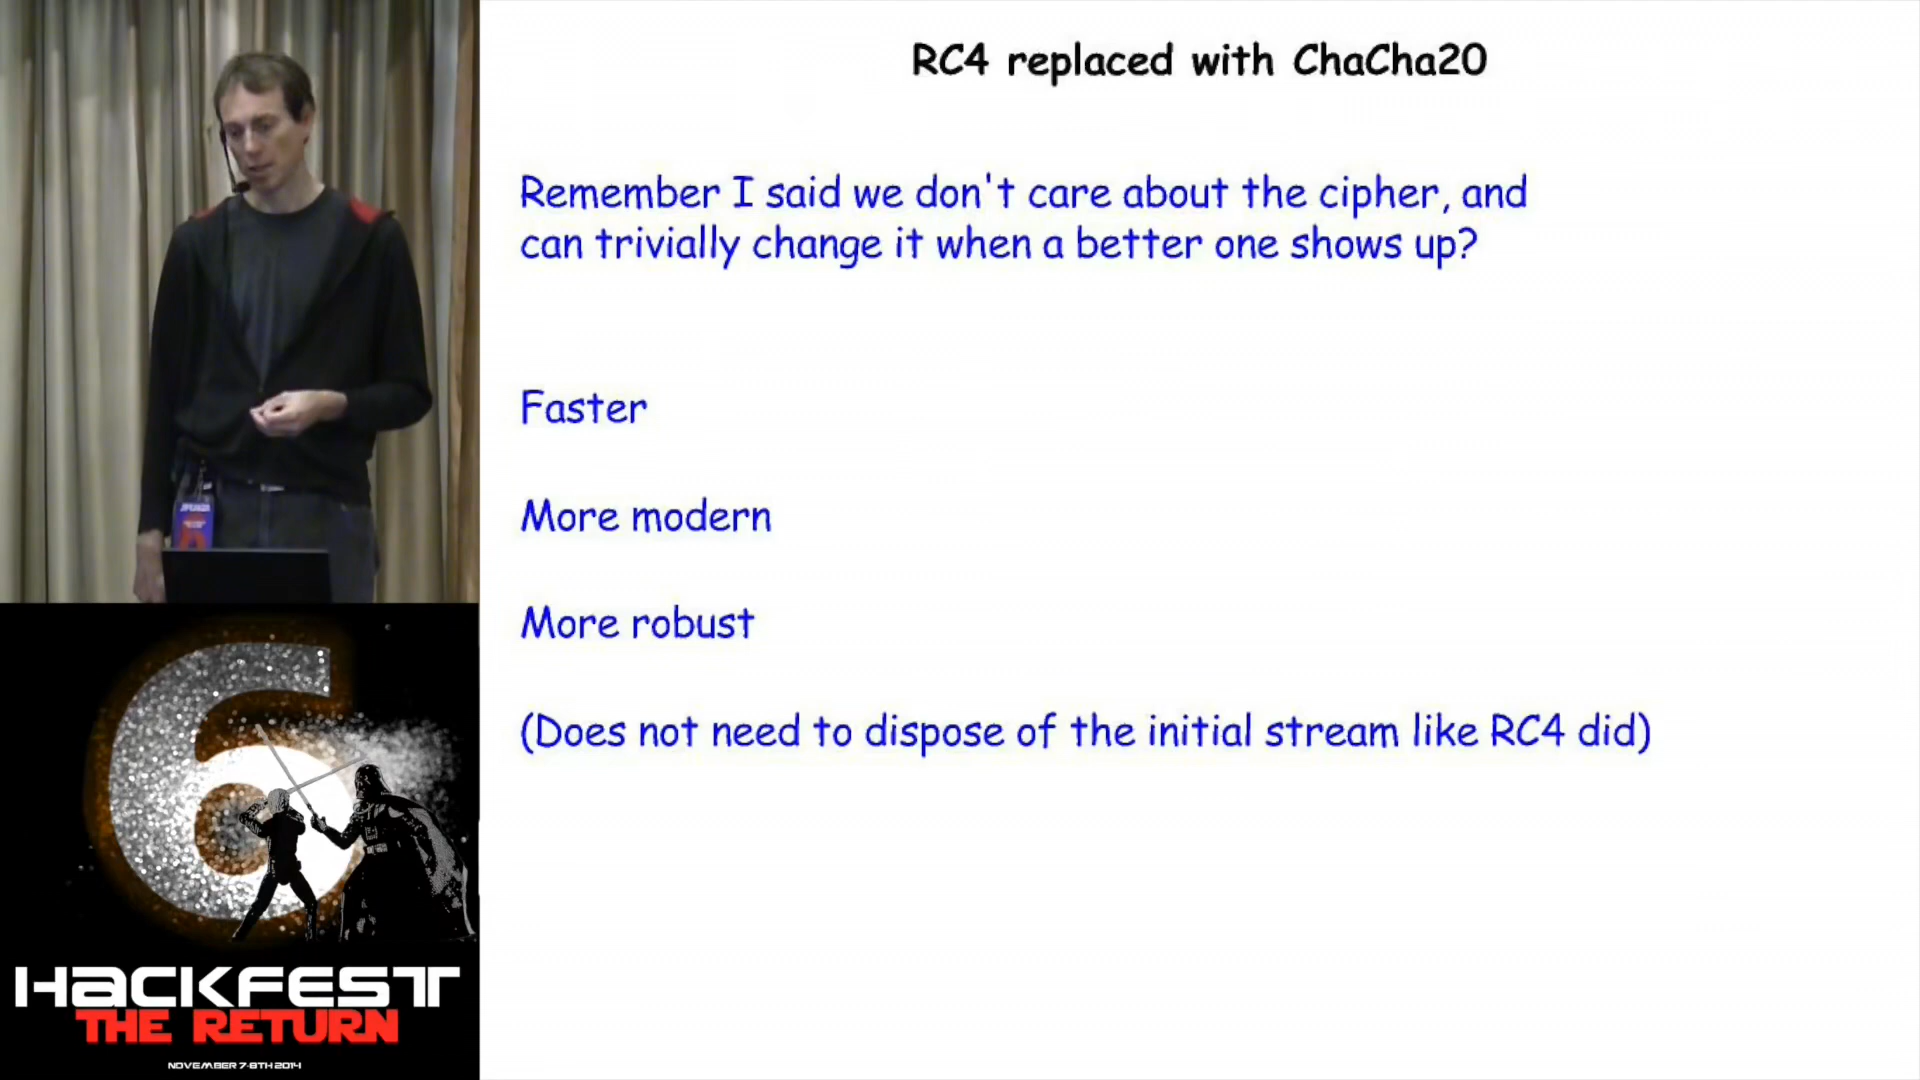 RC4 replaced with ChaCha20
Remember I said we don't care about the cipher, and
can trivially change it when a better one shows up?
Faster
More modern
More robust
(Does not need to dispose of the initial stream like RC4 did)
6
HACKFEST
THE RETURN
NOVEMBER 7-8TH 2014